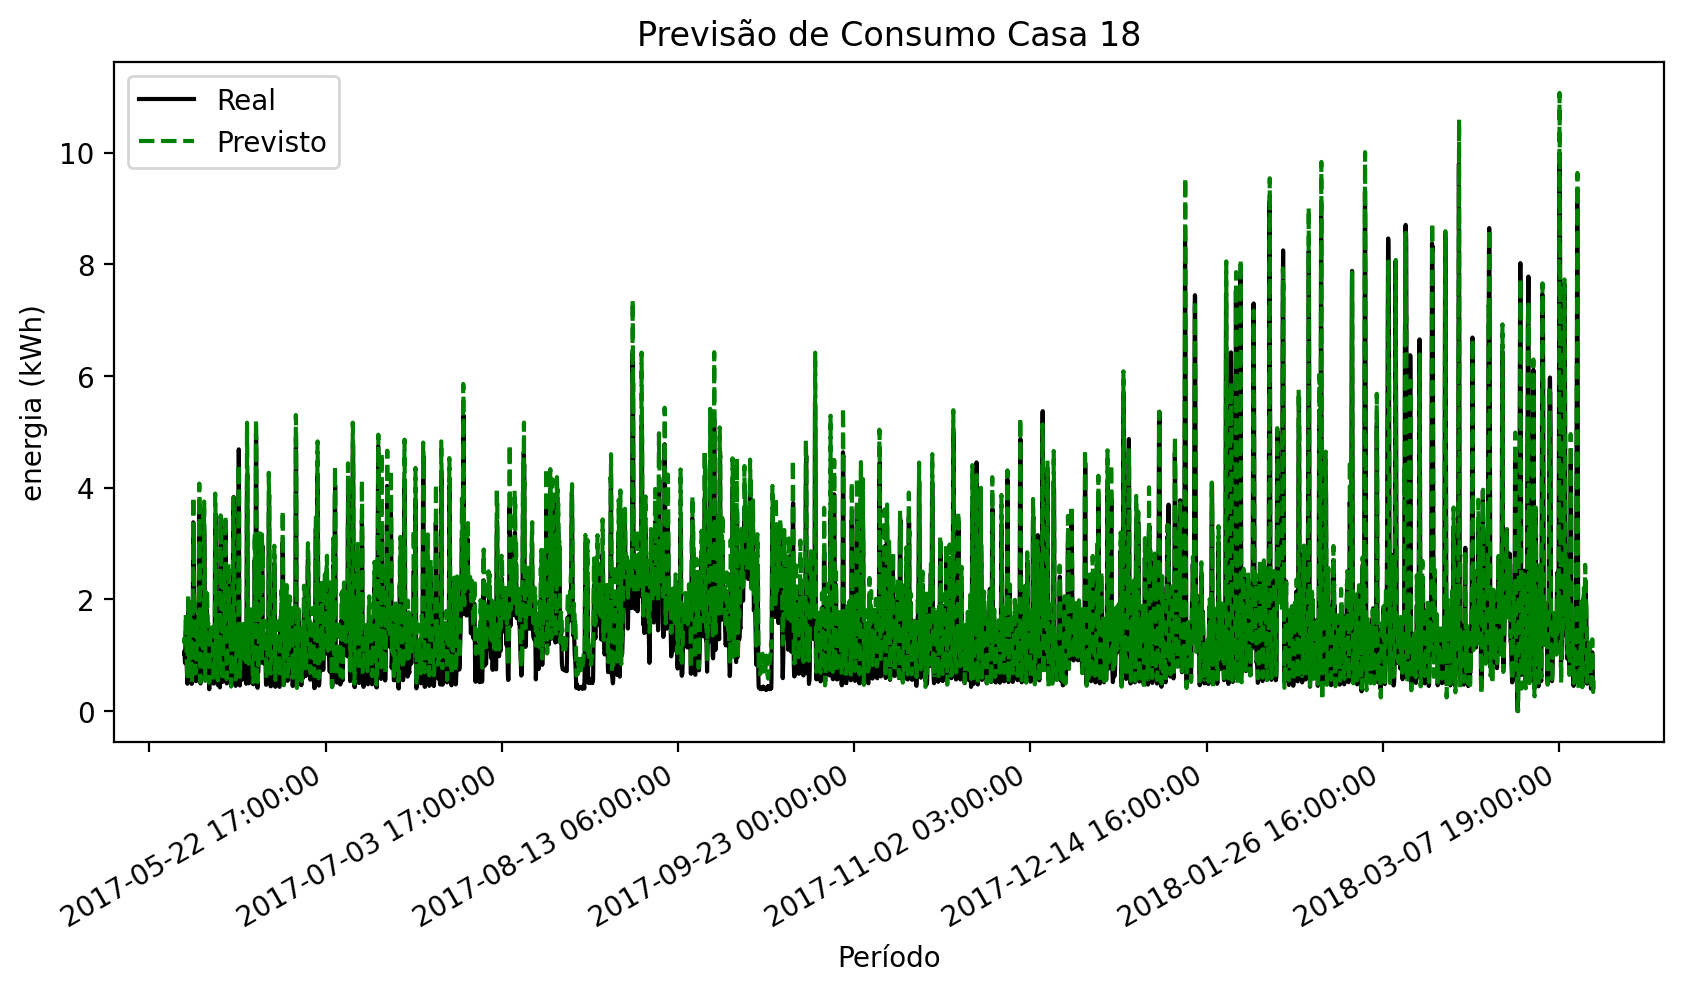 Previsão de Consumo Casa 18
Real
Previsto
10
8
6
4
2
0
energia (kWh)
2017-05-22 17:00:00
2017-07-03 17:00:00
2017-08-13 06:00:00
2017-09-23 00:00:00
2017-11-02 03:00:00
2017-12-14 16:00:00
2018-01-26 16:00:00
2018-03-07 19:00:00
Período